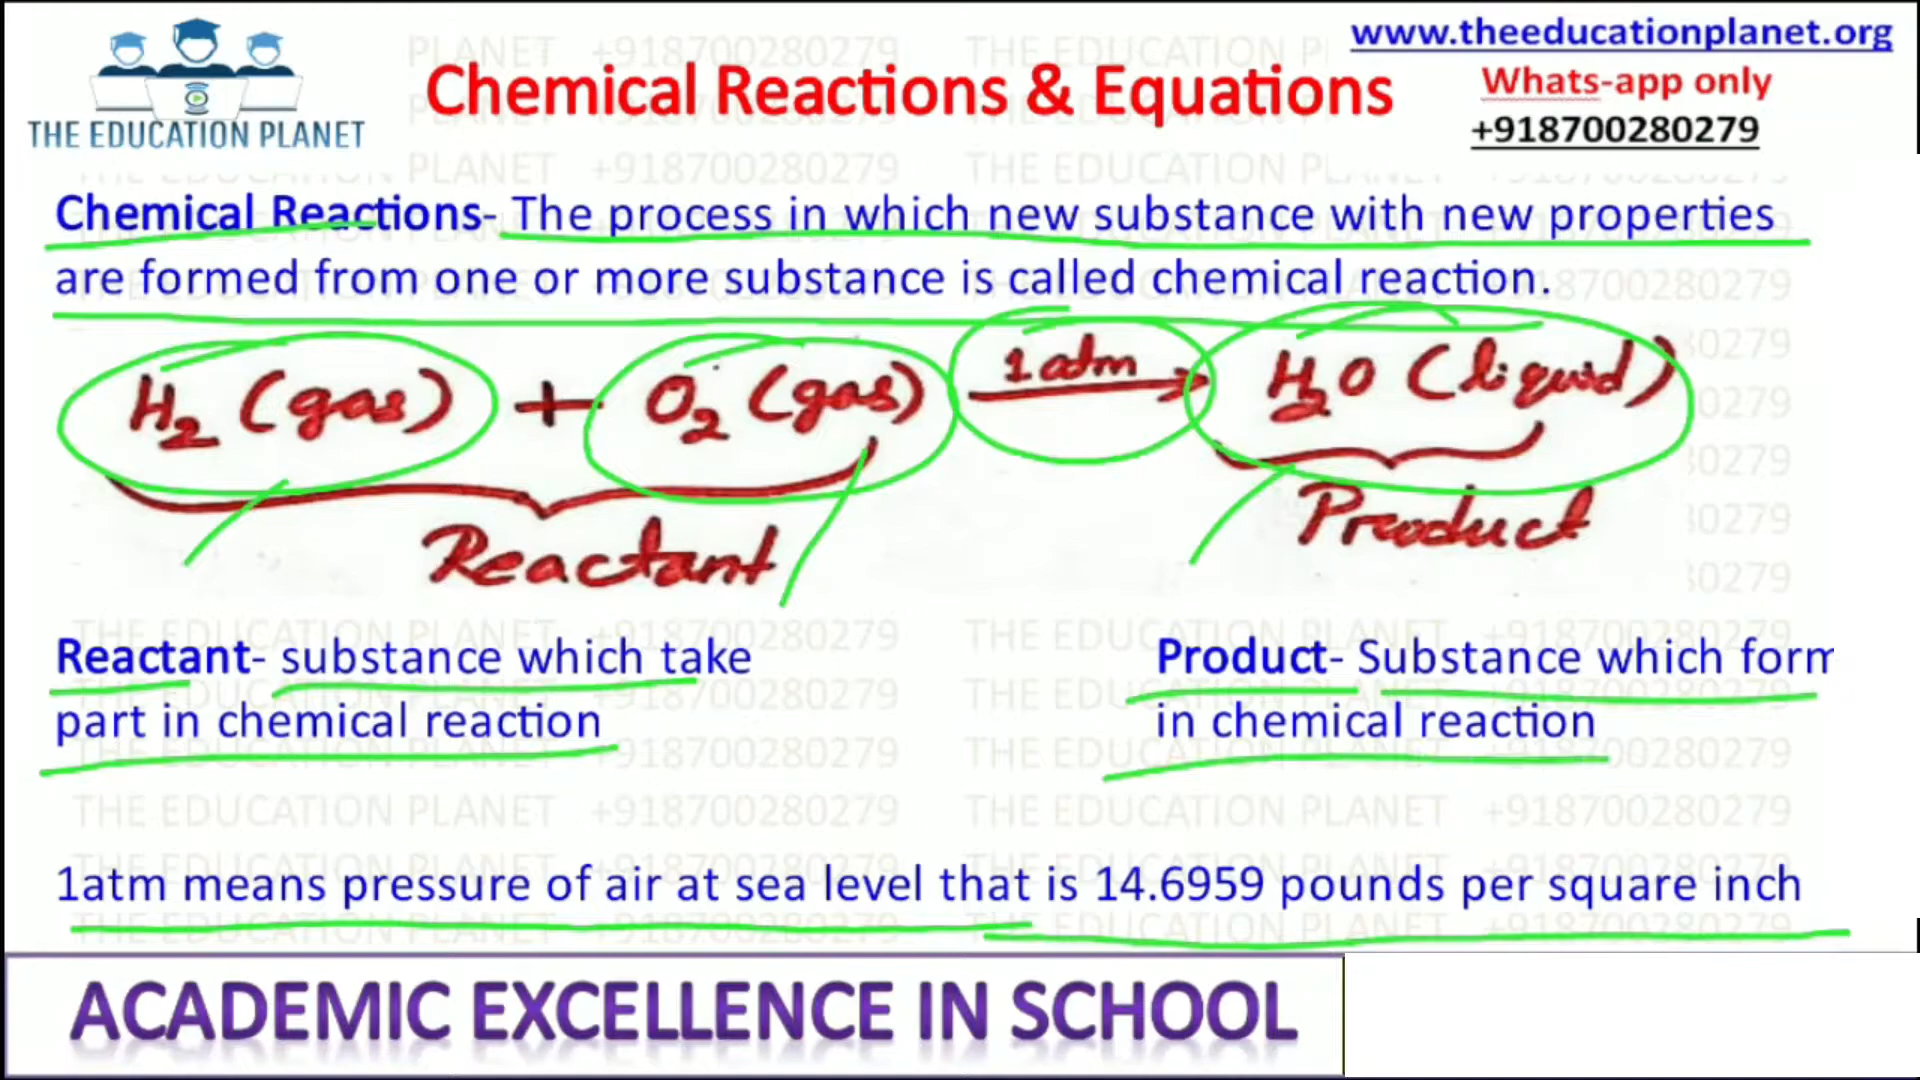 www.theeducationplanet.org
Chemical Reactions & Equations
Whats-app only
+918700280279
THE EDUCATION PLANET
Chemical Reactions- The process in which new substance with new properties
are formed from one or more substance is called chemical reaction.
H2 (gas) + O2 (gas) 1 atm → H2O (liquid)
Reactant Product
Reactant- substance which take
part in chemical reaction
Product- Substance which form
in chemical reaction
1atm means pressure of air at sea level that is 14.6959 pounds per square inch
ACADEMIC EXCELLENCE IN SCHOOL